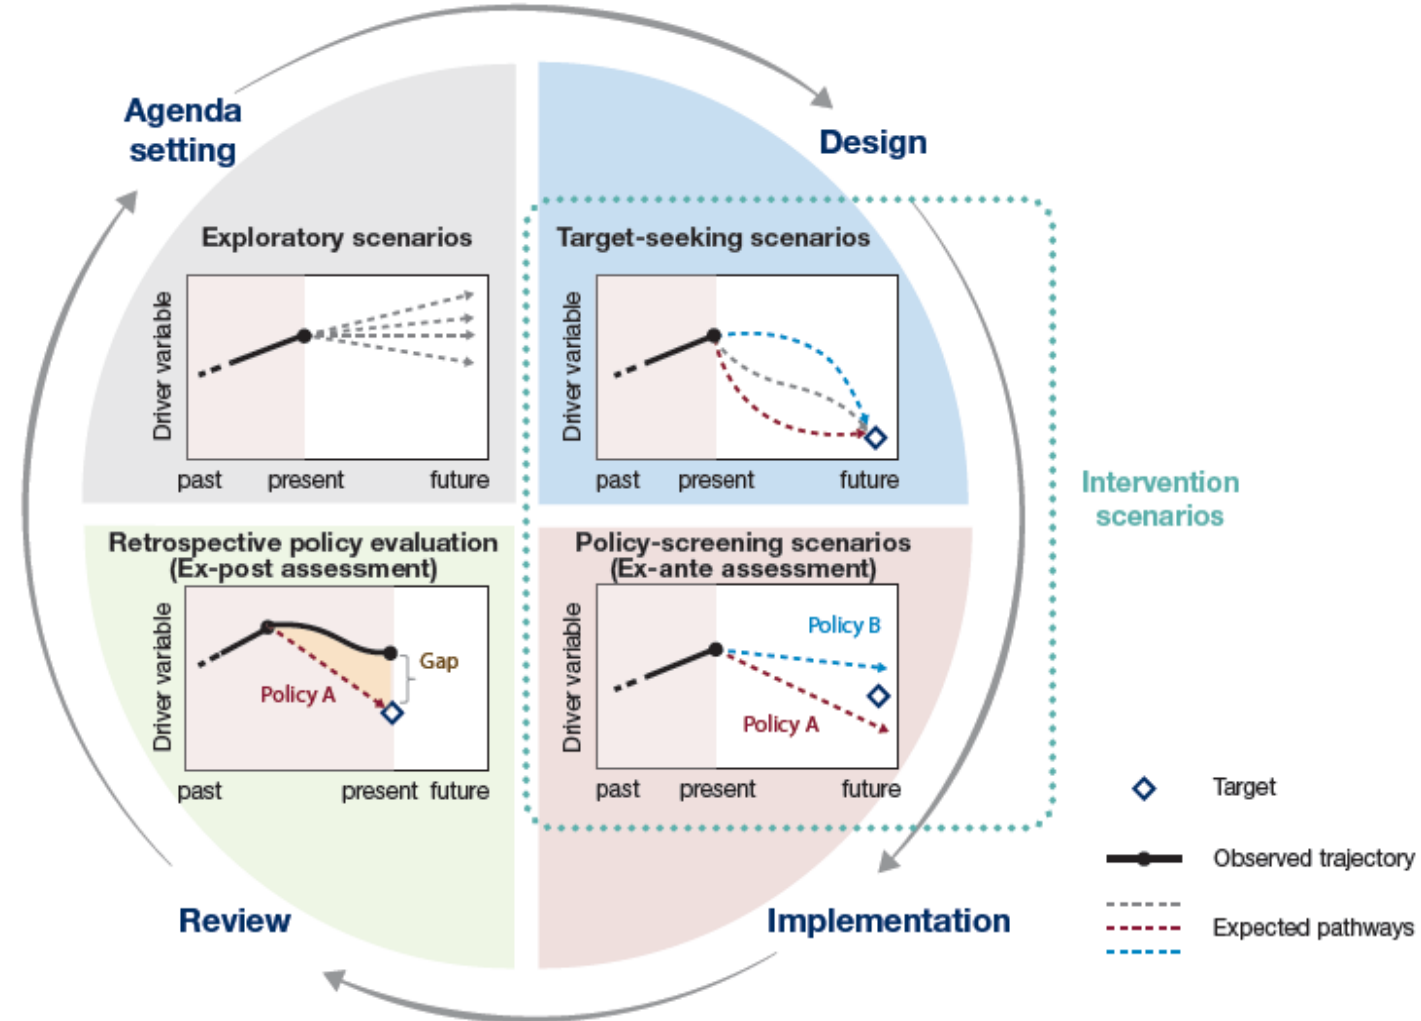 Agenda
setting
Design
Exploratory scenarios
Driver variable
past present future
Target-seeking scenarios
Driver variable
past present future
Intervention
scenarios
Retrospective policy evaluation
(Ex-post assessment)
Driver variable
Policy A
Gap
past present future
Policy-screening scenarios
(Ex-ante assessment)
Driver variable
Policy B
Policy A
past present future
Review
Implementation
Target
Observed trajectory
Expected pathways